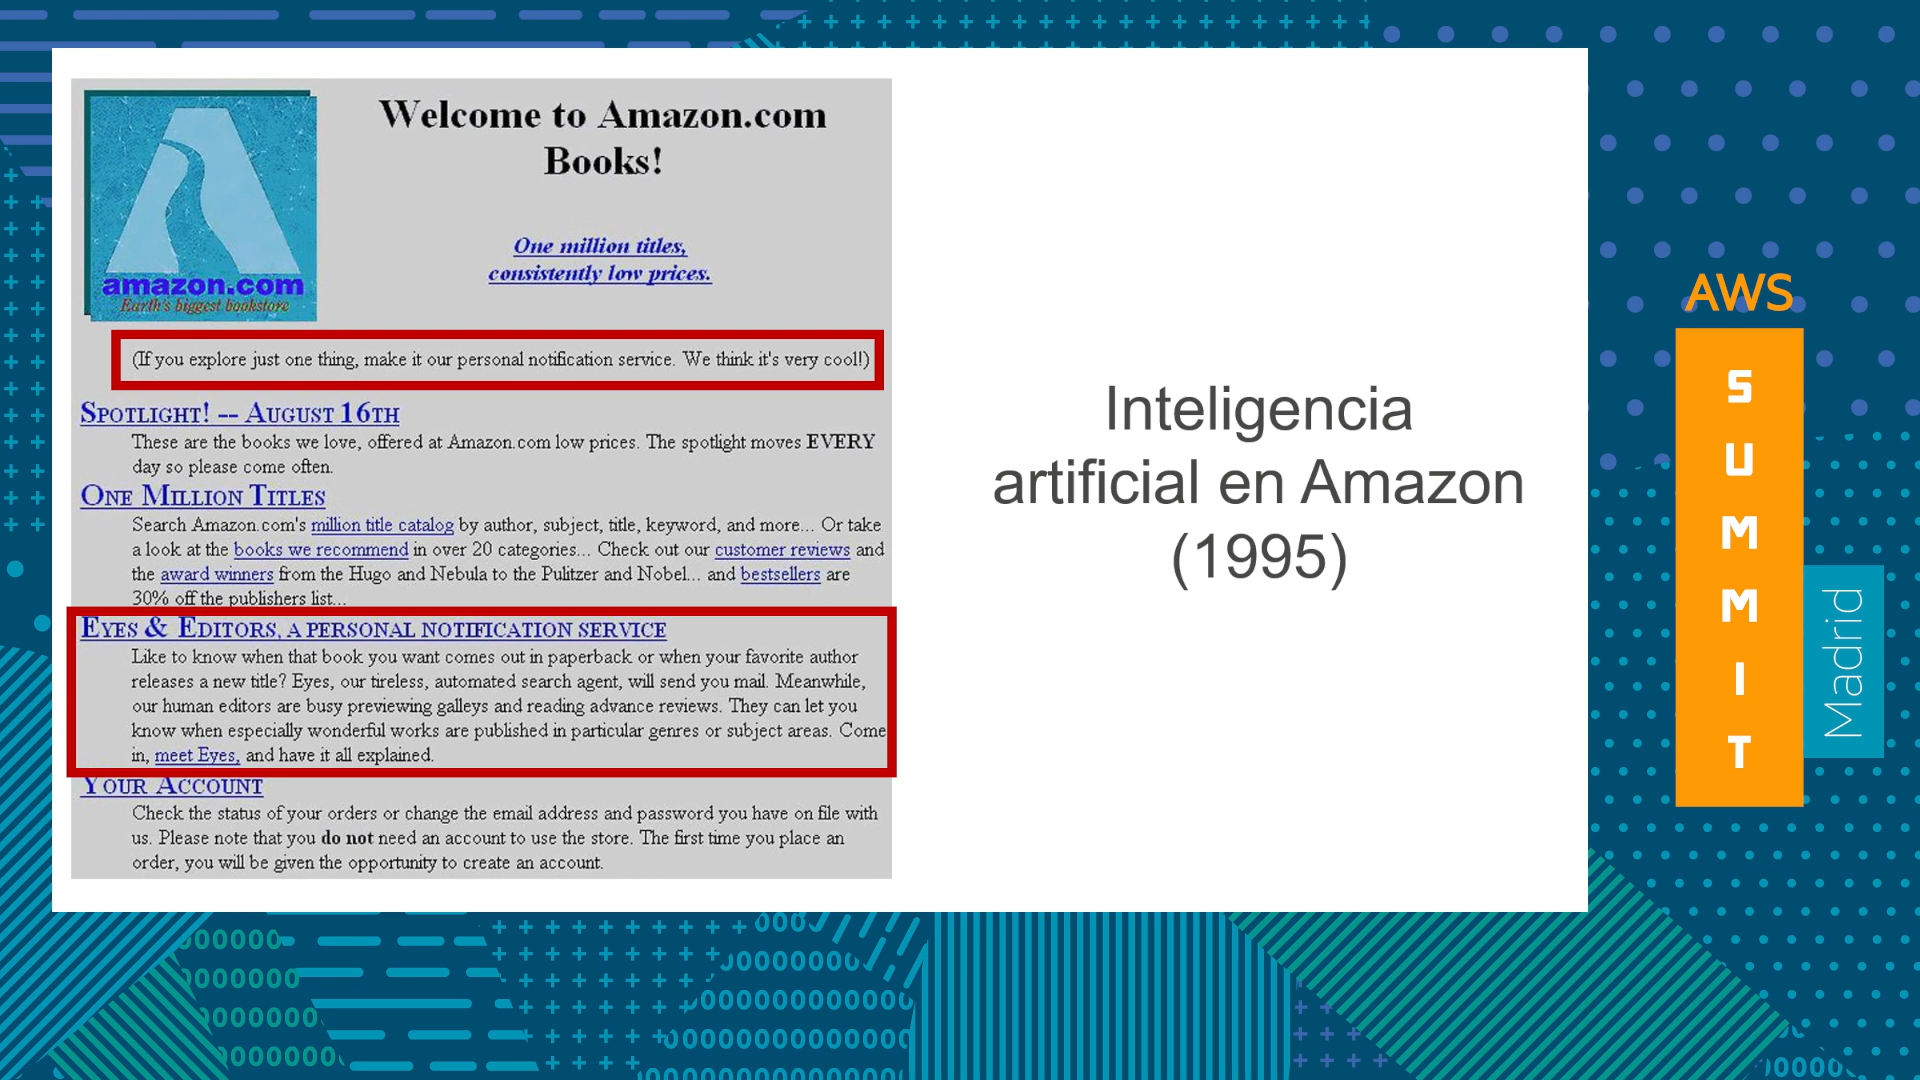 Welcome to Amazon.com
Books!
One million titles,
consistently low prices.
amazon.com
Earth's biggest bookstore
(If you explore just one thing, make it our personal notification service. We think it's very cool!)
SPOTLIGHT! -- AUGUST 16TH
These are the books we love, offered at Amazon.com low prices. The spotlight moves EVERY
day so please come often.
ONE MILLION TITLES
Search Amazon.com's million title catalog by author, subject, title, keyword, and more... Or take
a look at the books we recommend in over 20 categories... Check out our customer reviews and
the award winners from the Hugo and Nebula to the Pulitzer and Nobel... and bestsellers are
30% off the publishers list...
EYES & EDITORS, A PERSONAL NOTIFICATION SERVICE
Like to know when that book you want comes out in paperback or when your favorite author
releases a new title? Eyes, our tireless, automated search agent, will send you mail. Meanwhile,
our human editors are busy previewing galleys and reading advance reviews. They can let you
know when especially wonderful works are published in particular genres or subject areas. Come
in, meet Eyes, and have it all explained.
YOUR ACCOUNT
Check the status of your orders or change the email address and password you have on file with
us. Please note that you do not need an account to use the store. The first time you place an
order, you will be given the opportunity to create an account.
Inteligencia
artificial en Amazon
(1995)
AWS
SUMMIT
Madrid